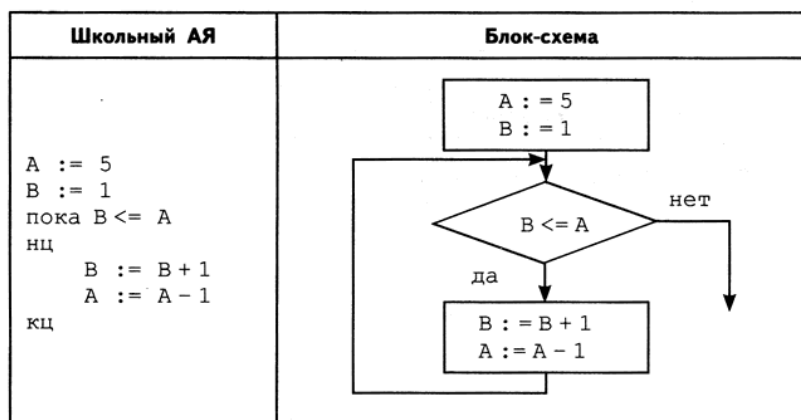 Школьный АЯ
Блок-схема
A := 5
B := 1
пока B <= A
нц
B := B + 1
A := A - 1
кц
A := 5
B := 1
B <= A
нет
да
B := B + 1
A := A - 1